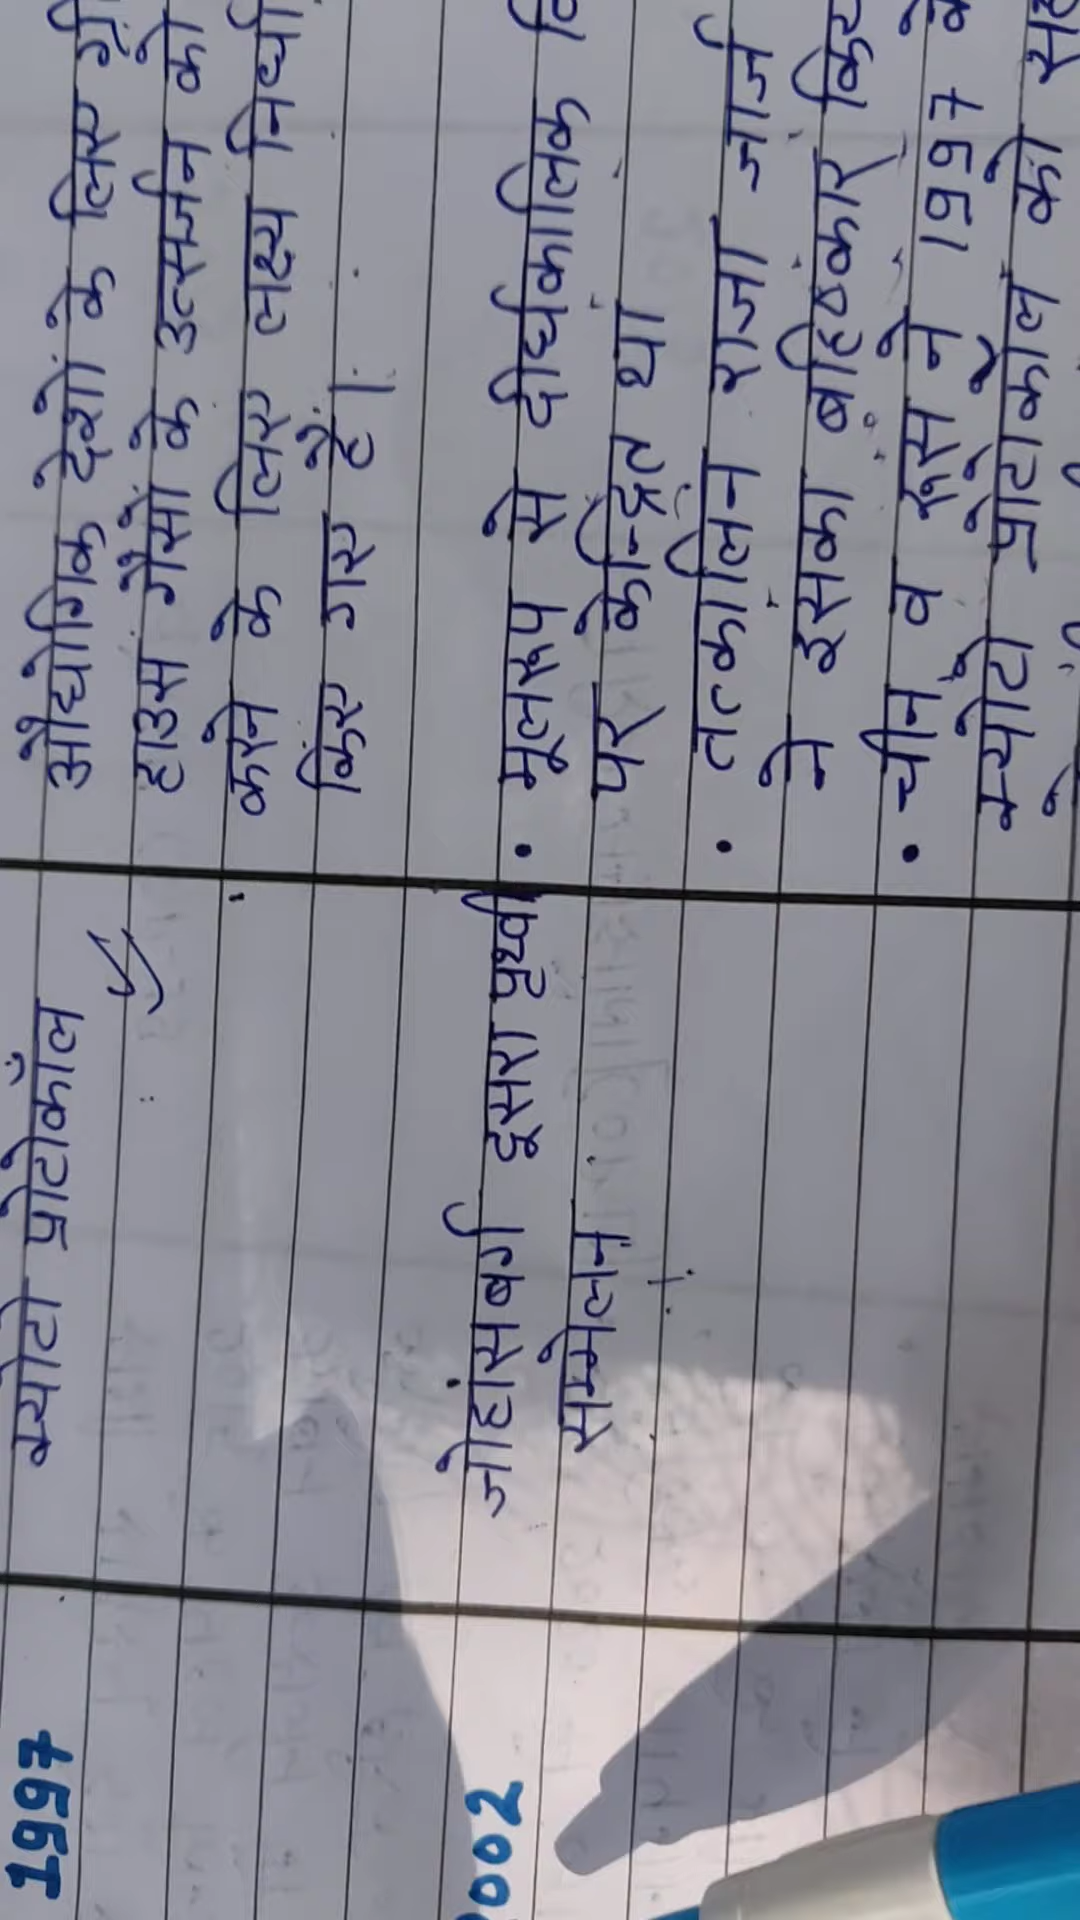 1997
क्योटो प्रोटोकॉल
औद्योगिक देशों के लिए
हाउस गैसों के उत्सर्जन को
करने के लिए लक्ष्य
किए गए हैं।
2002
जोहांसबर्ग दूसरा पृथ्वी
सम्मेलन
• मूलरूप से दीर्घकालिक
पर केन्द्रित था
• तत्कालिन राजा जार्ज
ने इसका बहिष्कार
• चीन व रूस ने 1997
क्योटो प्रोटोकॉल को